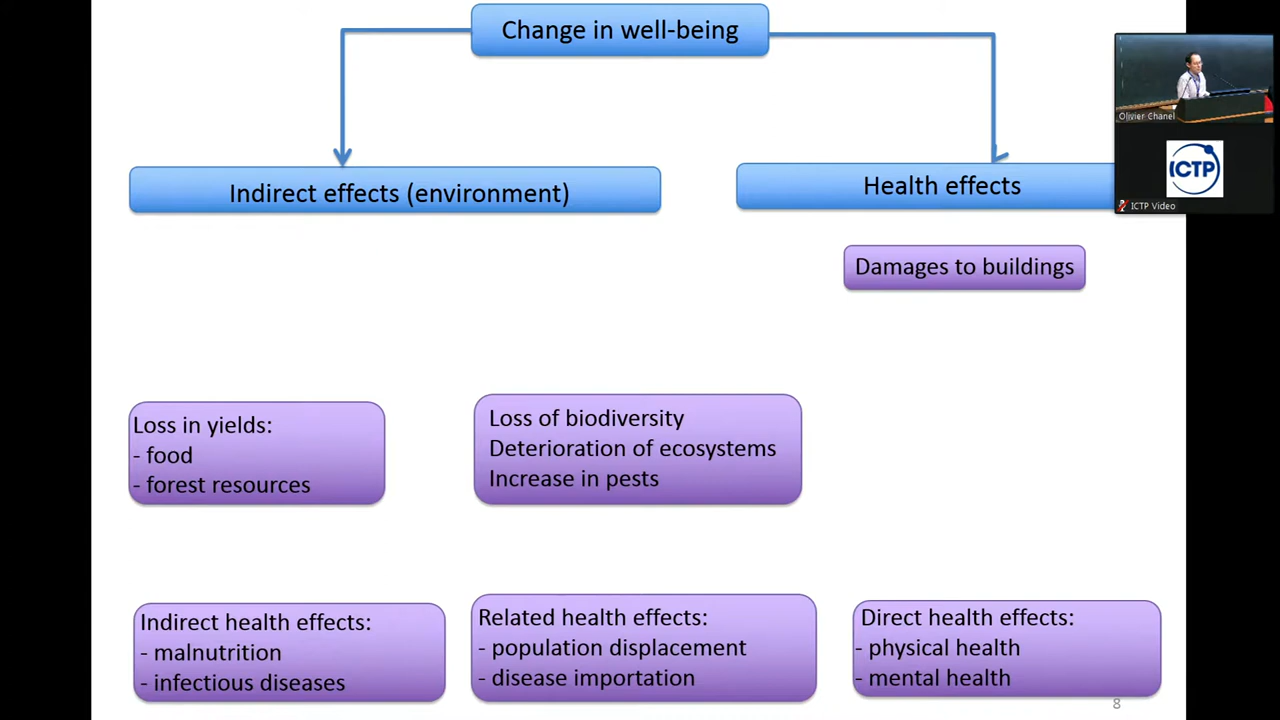 Change in well-being
Indirect effects (environment)
Health effects
Olivier Chanel
ICTP
ICTP Video
Damages to buildings
Loss in yields:
- food
- forest resources
Loss of biodiversity
Deterioration of ecosystems
Increase in pests
Indirect health effects:
- malnutrition
- infectious diseases
Related health effects:
- population displacement
- disease importation
Direct health effects:
- physical health
- mental health
8